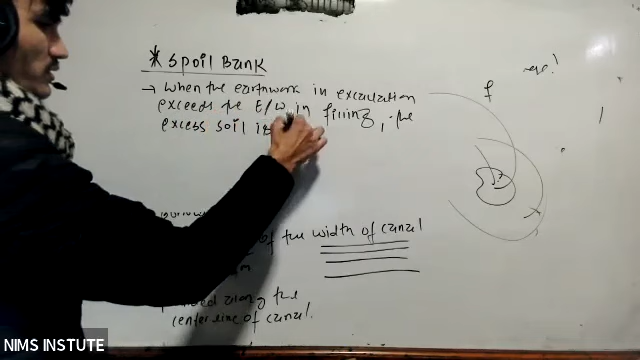 * Spoil Bank
→ When the earthwork in excavation
exceeds the E/W in filling, the
excess soil is
of the width of canal
along the
center line of canal.
NIMS INSTUTE